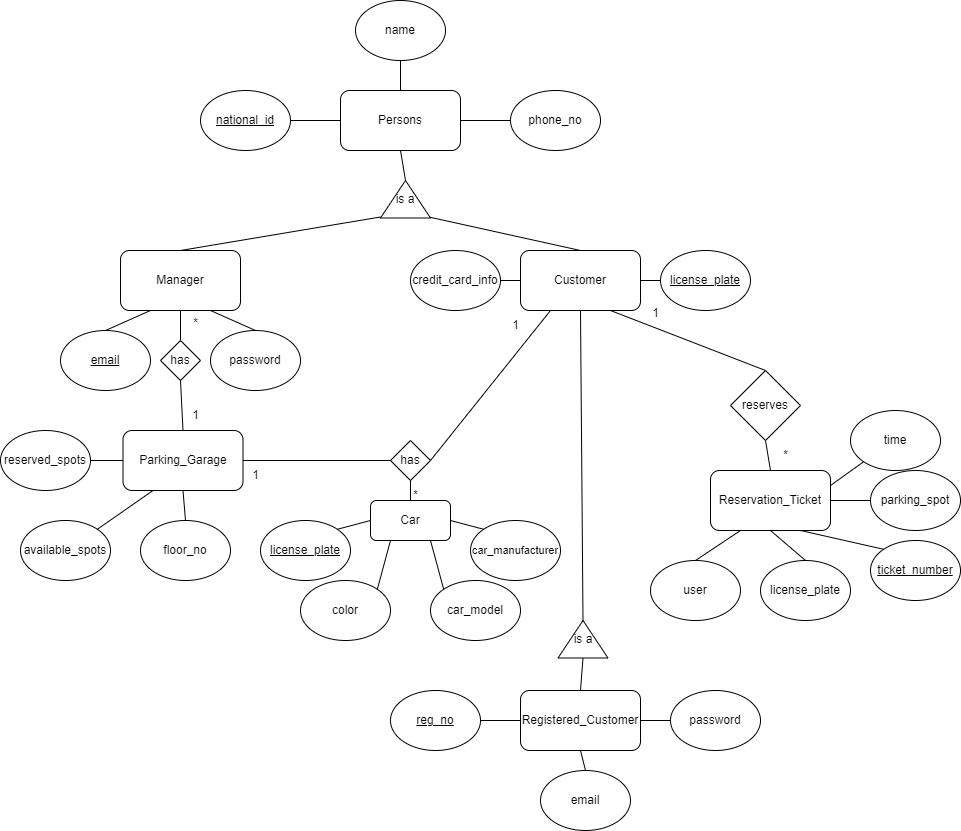 name
national_id
Persons
phone_no
is a
Manager
credit_card_info
Customer
license_plate
*
1
1
email
has
password
reserves
1
time
reserved_spots
Parking_Garage
1
has
*
*
Reservation_Ticket
parking_spot
available_spots
floor_no
license_plate
Car
car_manufacturer
ticket_number
color
car_model
user
license_plate
is a
reg_no
Registered_Customer
password
email